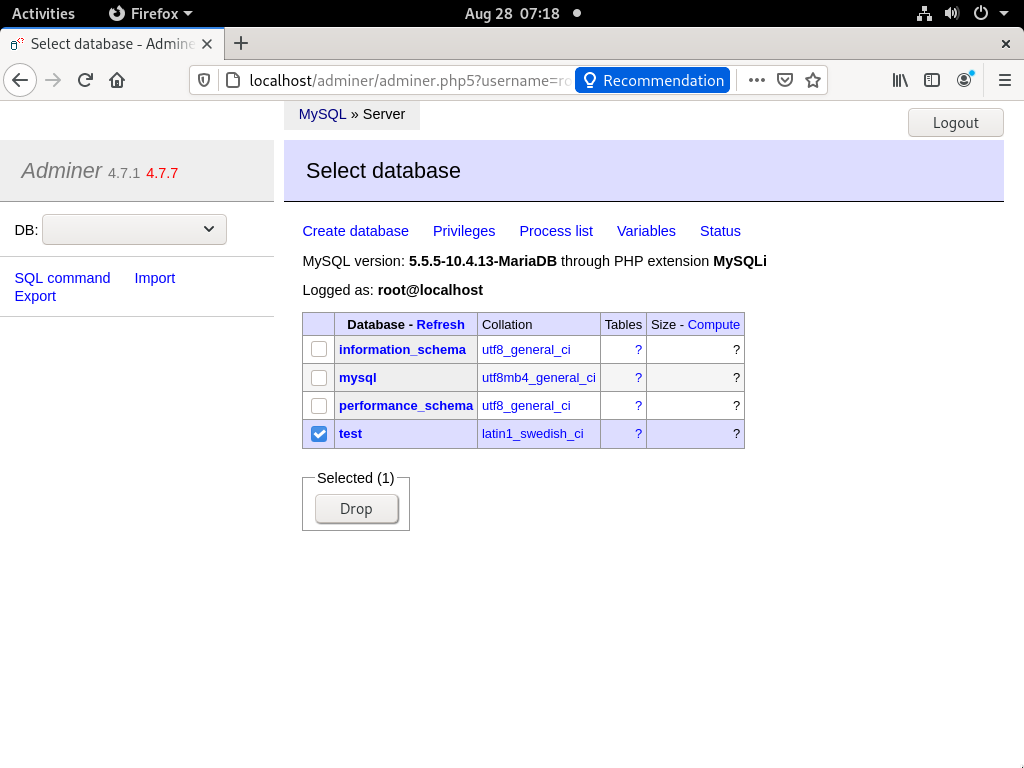 Activities Firefox Aug 28 07:18
Select database - Admine
localhost/adminer/adminer.php5?username=ro Recommendation
MySQL » Server
Logout
Adminer 4.7.1 4.7.7
Select database
DB:
Create database Privileges Process list Variables Status
MySQL version: 5.5.5-10.4.13-MariaDB through PHP extension MySQLi
SQL command Import
Export
Logged as: root@localhost
Database - Refresh Collation Tables Size - Compute
information_schema utf8_general_ci ? ?
mysql utf8mb4_general_ci ? ?
performance_schema utf8_general_ci ? ?
test latin1_swedish_ci ? ?
Selected (1)
Drop